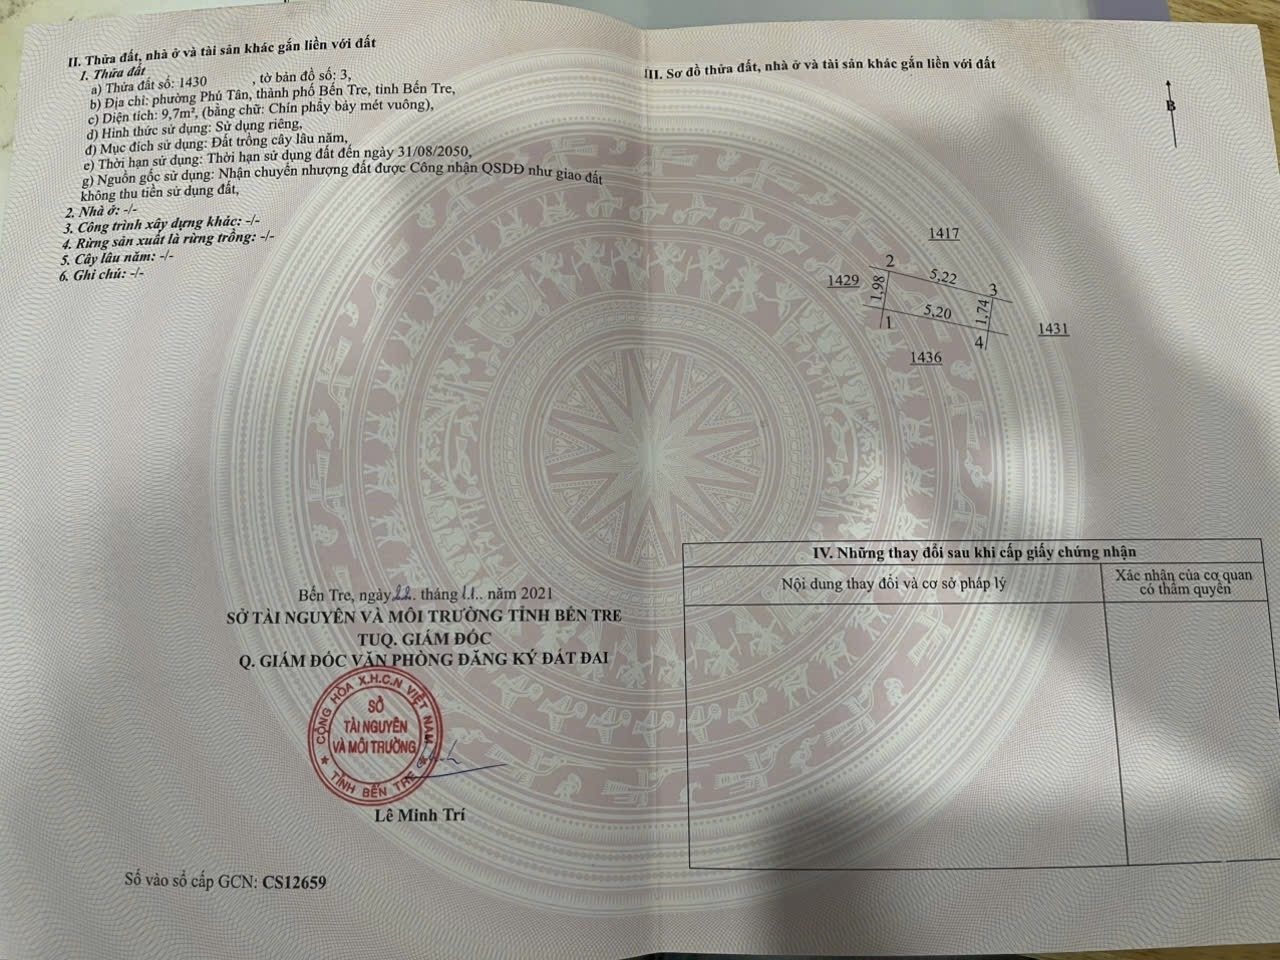 II. Thửa đất, nhà ở và tài sản khác gắn liền với đất
1. Thửa đất
a) Thửa đất số: 1430 , tờ bản đồ số: 3,
b) Địa chỉ: phường Phú Tân, thành phố Bến Tre, tỉnh Bến Tre,
c) Diện tích: 9,7m², (bằng chữ: Chín phẩy bảy mét vuông),
d) Hình thức sử dụng: Sử dụng riêng,
đ) Mục đích sử dụng: Đất trồng cây lâu năm,
e) Thời hạn sử dụng: Thời hạn sử dụng đất đến ngày 31/08/2050,
g) Nguồn gốc sử dụng: Nhận chuyển nhượng đất được Công nhận QSDĐ như giao đất
không thu tiền sử dụng đất,
2. Nhà ở: -/-
3. Công trình xây dựng khác: -/-
4. Rừng sản xuất là rừng trồng: -/-
5. Cây lâu năm: -/-
6. Ghi chú: -/-
Bến Tre, ngày 22. tháng 11.. năm 2021
SỞ TÀI NGUYÊN VÀ MÔI TRƯỜNG TỈNH BẾN TRE
TUQ. GIÁM ĐỐC
Q. GIÁM ĐỐC VĂN PHÒNG ĐĂNG KÝ ĐẤT ĐAI
CỘNG HÒA X.H.C.N VIỆT NAM
SỞ
TÀI NGUYÊN
VÀ MÔI TRƯỜNG
TỈNH BẾN TRE
Lê Minh Trí
Số vào sổ cấp GCN: CS12659
III. Sơ đồ thửa đất, nhà ở và tài sản khác gắn liền với đất
B
1417
2
1429
1,98
5,22
3
5,20
1,74
1
4
1431
1436
IV. Những thay đổi sau khi cấp giấy chứng nhận
Nội dung thay đổi và cơ sở pháp lý
Xác nhận của cơ quan
có thẩm quyền